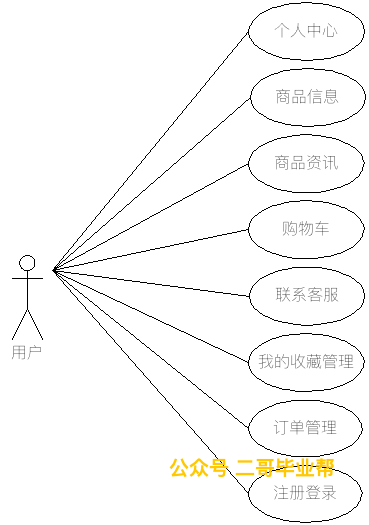 个人中心
商品信息
商品资讯
购物车
联系客服
用户
我的收藏管理
订单管理
公众号 二哥毕业帮
注册登录